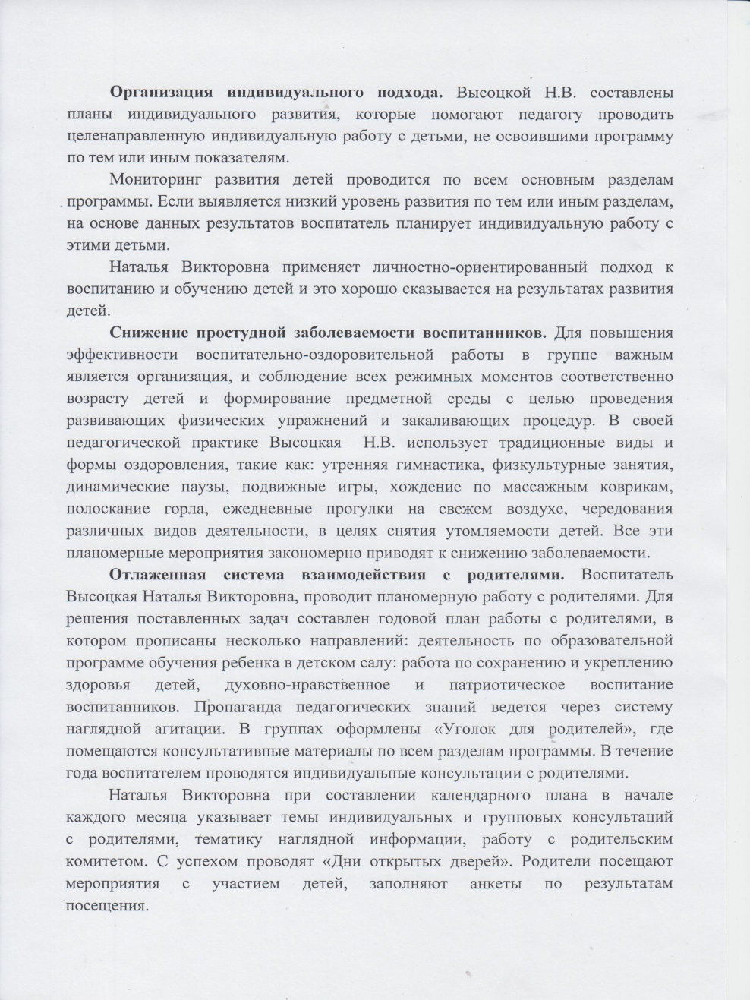 Организация индивидуального подхода. Высоцкой Н.В. составлены
планы индивидуального развития, которые помогают педагогу проводить
целенаправленную индивидуальную работу с детьми, не освоившими программу
по тем или иным показателям.
Мониторинг развития детей проводится по всем основным разделам
программы. Если выявляется низкий уровень развития по тем или иным разделам,
на основе данных результатов воспитатель планирует индивидуальную работу с
этими детьми.
Наталья Викторовна применяет личностно-ориентированный подход к
воспитанию и обучению детей и это хорошо сказывается на результатах развития
детей.
Снижение простудной заболеваемости воспитанников. Для повышения
эффективности воспитательно-оздоровительной работы в группе важным
является организация, и соблюдение всех режимных моментов соответственно
возрасту детей и формирование предметной среды с целью проведения
развивающих физических упражнений и закаливающих процедур. В своей
педагогической практике Высоцкая Н.В. использует традиционные виды и
формы оздоровления, такие как: утренняя гимнастика, физкультурные занятия,
динамические паузы, подвижные игры, хождение по массажным коврикам,
полоскание горла, ежедневные прогулки на свежем воздухе, чередования
различных видов деятельности, в целях снятия утомляемости детей. Все эти
планомерные мероприятия закономерно приводят к снижению заболеваемости.
Отлаженная система взаимодействия с родителями. Воспитатель
Высоцкая Наталья Викторовна, проводит планомерную работу с родителями. Для
решения поставленных задач составлен годовой план работы с родителями, в
котором прописаны несколько направлений: деятельность по образовательной
программе обучения ребенка в детском салу: работа по сохранению и укреплению
здоровья детей, духовно-нравственное и патриотическое воспитание
воспитанников. Пропаганда педагогических знаний ведется через систему
наглядной агитации. В группах оформлены «Уголок для родителей», где
помещаются консультативные материалы по всем разделам программы. В течение
года воспитателем проводятся индивидуальные консультации с родителями.
Наталья Викторовна при составлении календарного плана в начале
каждого месяца указывает темы индивидуальных и групповых консультаций
с родителями, тематику наглядной информации, работу с родительским
комитетом. С успехом проводят «Дни открытых дверей». Родители посещают
мероприятия с участием детей, заполняют анкеты по результатам
посещения.